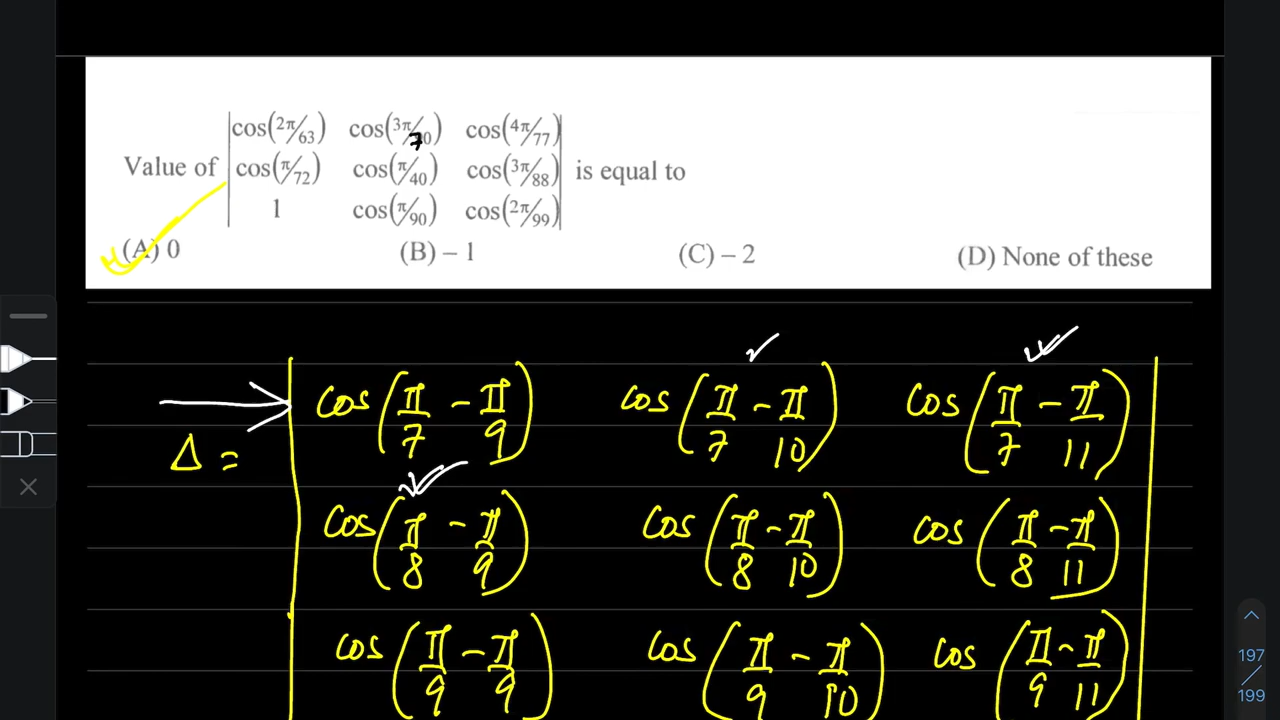 cos(2π/63) cos(3π/70) cos(4π/77)
Value of cos(π/72) cos(π/40) cos(3π/88) is equal to
1 cos(π/90) cos(2π/99)
(A) 0 (B) – 1 (C) – 2 (D) None of these
cos(π/7 - π/9) cos(π/7 - π/10) cos(π/7 - π/11)
Δ =
cos(π/8 - π/9) cos(π/8 - π/10) cos(π/8 - π/11)
cos(π/9 - π/9) cos(π/9 - π/10) cos(π/9 - π/11)
197
/
199